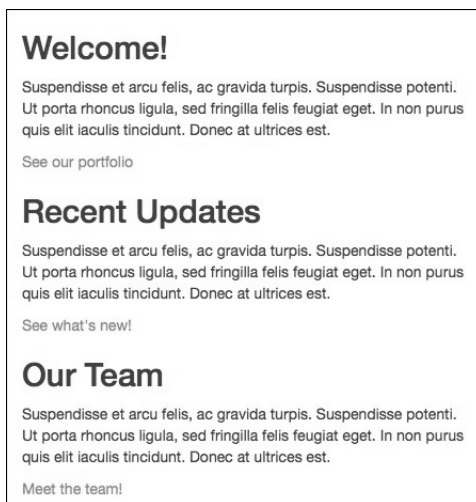 Welcome!
Suspendisse et arcu felis, ac gravida turpis. Suspendisse potenti.
Ut porta rhoncus ligula, sed fringilla felis feugiat eget. In non purus
quis elit iaculis tincidunt. Donec at ultrices est.
See our portfolio
Recent Updates
Suspendisse et arcu felis, ac gravida turpis. Suspendisse potenti.
Ut porta rhoncus ligula, sed fringilla felis feugiat eget. In non purus
quis elit iaculis tincidunt. Donec at ultrices est.
See what's new!
Our Team
Suspendisse et arcu felis, ac gravida turpis. Suspendisse potenti.
Ut porta rhoncus ligula, sed fringilla felis feugiat eget. In non purus
quis elit iaculis tincidunt. Donec at ultrices est.
Meet the team!